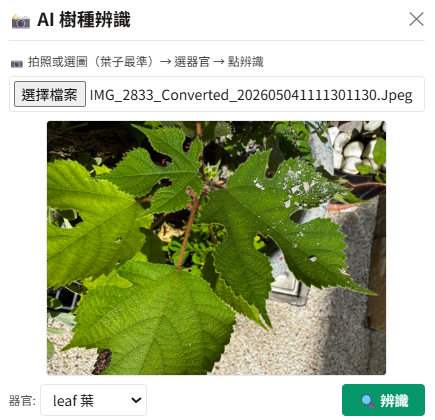 📷 AI 樹種辨識 ×
📷 拍照或選圖（葉子最準）→ 選器官 → 點辨識
選擇檔案 IMG_2833_Converted_202605041111301130.Jpeg
器官: leaf 葉 🔍 辨識